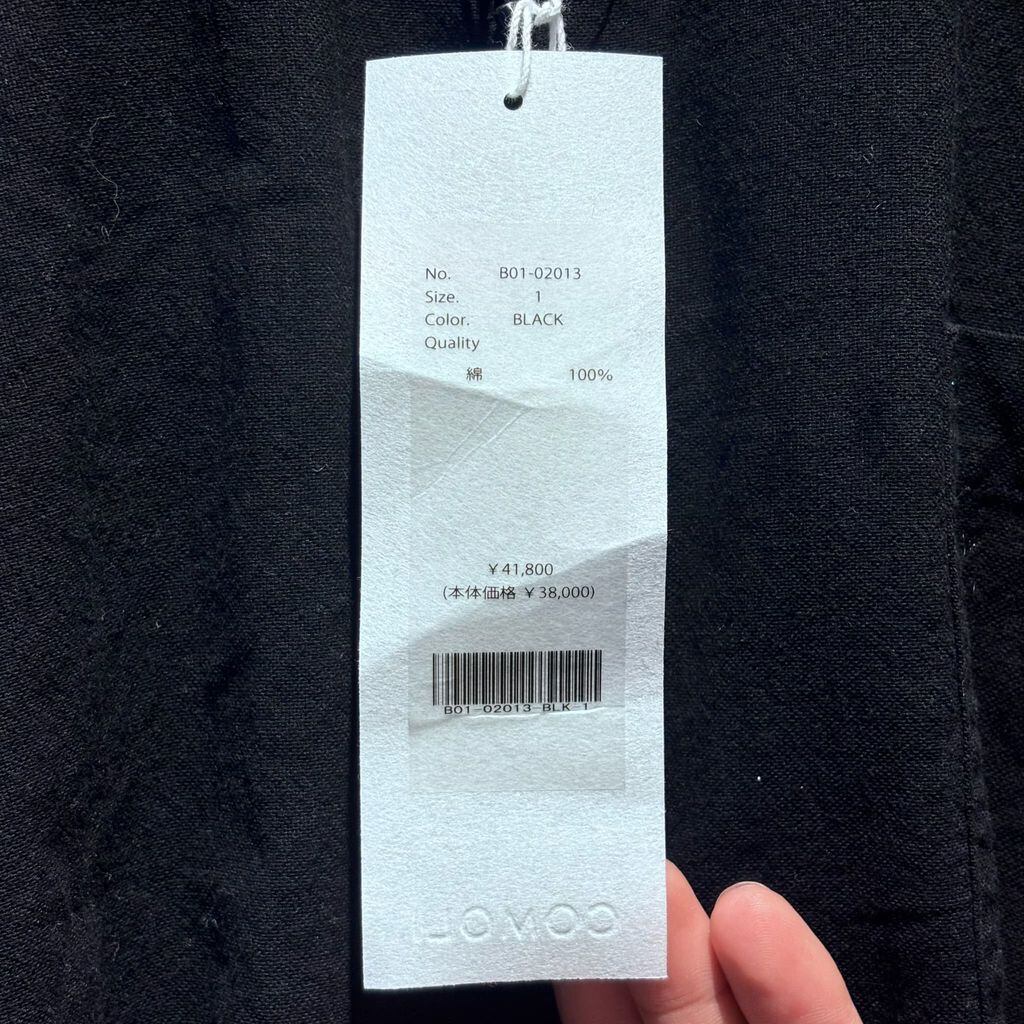 No. B01-02013
Size. 1
Color. BLACK
Quality
綿 100%
¥41,800
(本体価格 ¥38,000)
B01-02013-BLK-1
COMOLI